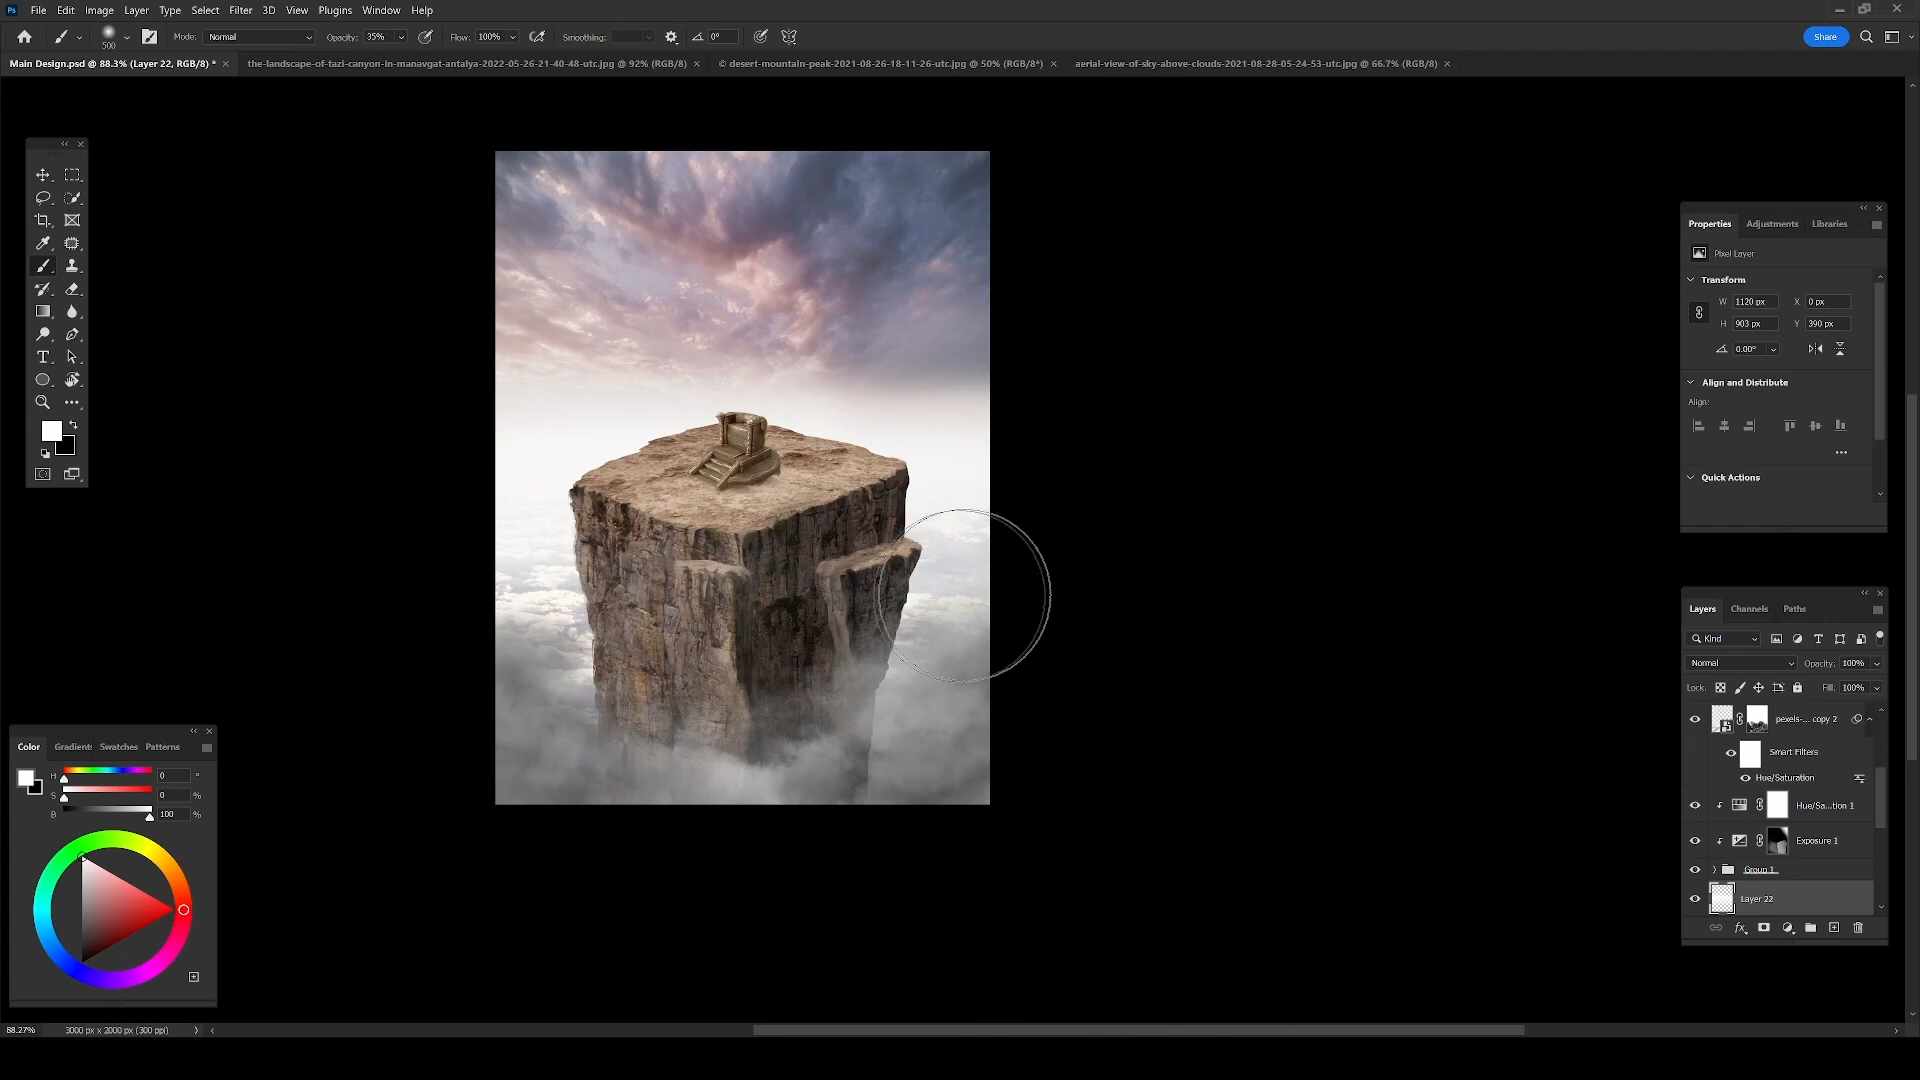 Ps File Edit Image Layer Type Select Filter 3D View Plugins Window Help
500 Mode: Normal Opacity: 35% Flow: 100% Smoothing: 0° Share
Main Design.psd @ 88.3% (Layer 22, RGB/8) * the-landscape-of-tazi-canyon-in-manavgat-antalya-2022-05-26-21-40-48-utc.jpg @ 92% (RGB/8) © desert-mountain-peak-2021-08-26-18-11-26-utc.jpg @ 50% (RGB/8*) aerial-view-of-sky-above-clouds-2021-08-28-05-24-53-utc.jpg @ 66.7% (RGB/8)
Properties Adjustments Libraries
Pixel Layer
Transform
W 1120 px X 0 px
H 903 px Y 390 px
0.00°
Align and Distribute
Align:
Quick Actions
Layers Channels Paths
Kind
Normal Opacity: 100%
Lock: Fill: 100%
pexels-... copy 2
Smart Filters
Hue/Saturation
Hue/Sa...tion 1
Exposure 1
Group 1
Layer 22
fx
Color Gradients Swatches Patterns
H 0 °
S 0 %
B 100 %
88.27% 3000 px x 2000 px (300 ppi)